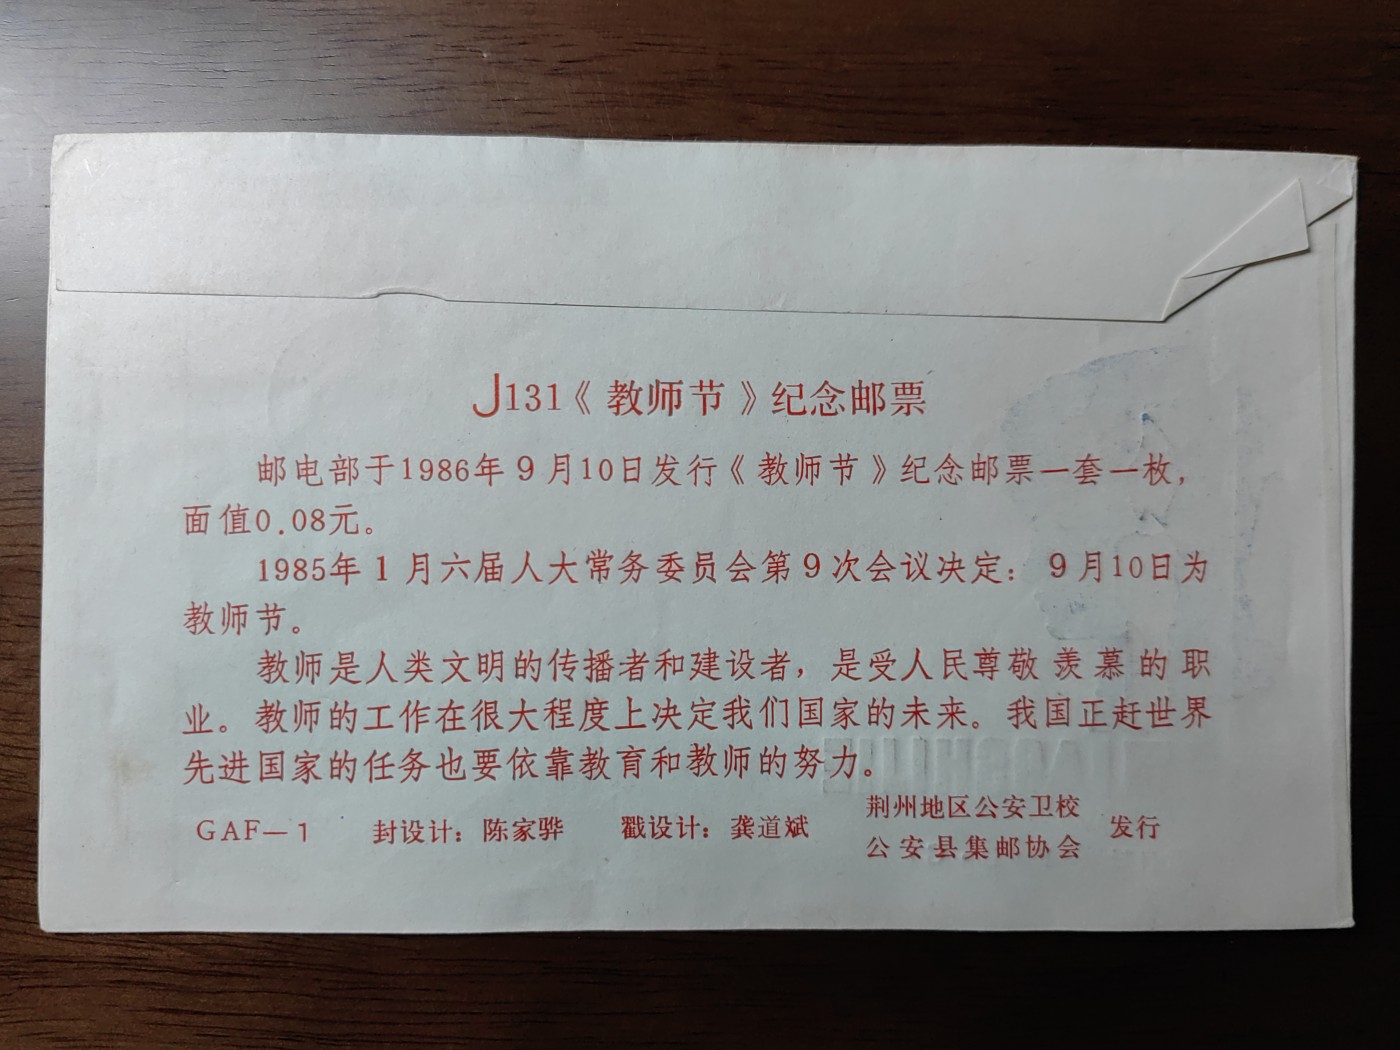 J131《教师节》纪念邮票
邮电部于1986年9月10日发行《教师节》纪念邮票一套一枚，
面值0.08元。
1985年1月六届人大常务委员会第9次会议决定：9月10日为
教师节。
教师是人类文明的传播者和建设者，是受人民尊敬羡慕的职
业。教师的工作在很大程度上决定我们国家的未来。我国正赶世界
先进国家的任务也要依靠教育和教师的努力。
GAF—1 封设计：陈家骅 戳设计：龚道斌 荆州地区公安卫校
公安县集邮协会 发行